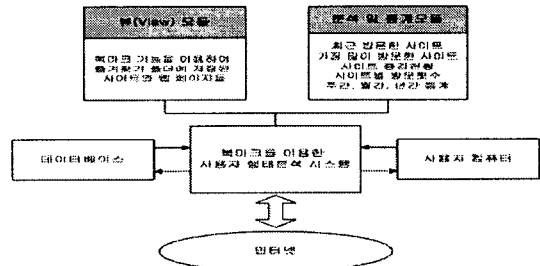 뷰(View) 모듈
북마크 기능을 이용하여
즐겨찾기 폴더에 저장된
사이트와 웹 페이지들
분석 및 통계모듈
최근 방문한 사이트
가장 많이 방문한 사이트
사이트
사이트별 방문횟수
주간, 월간, 년간 통계
데이터베이스
북마크를 이용한
사용자 형태분석 시스템
사용자 컴퓨터
인터넷